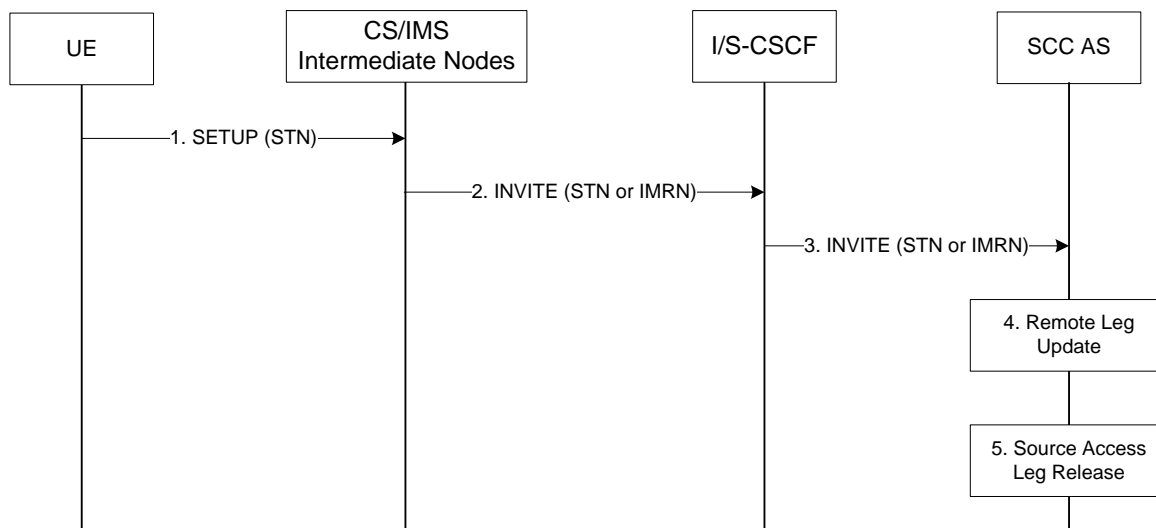 UE
CS/IMS
Intermediate Nodes
I/S-CSCF
SCC AS
1. SETUP (STN)
2. INVITE (STN or IMRN)
3. INVITE (STN or IMRN)
4. Remote Leg
Update
5. Source Access
Leg Release